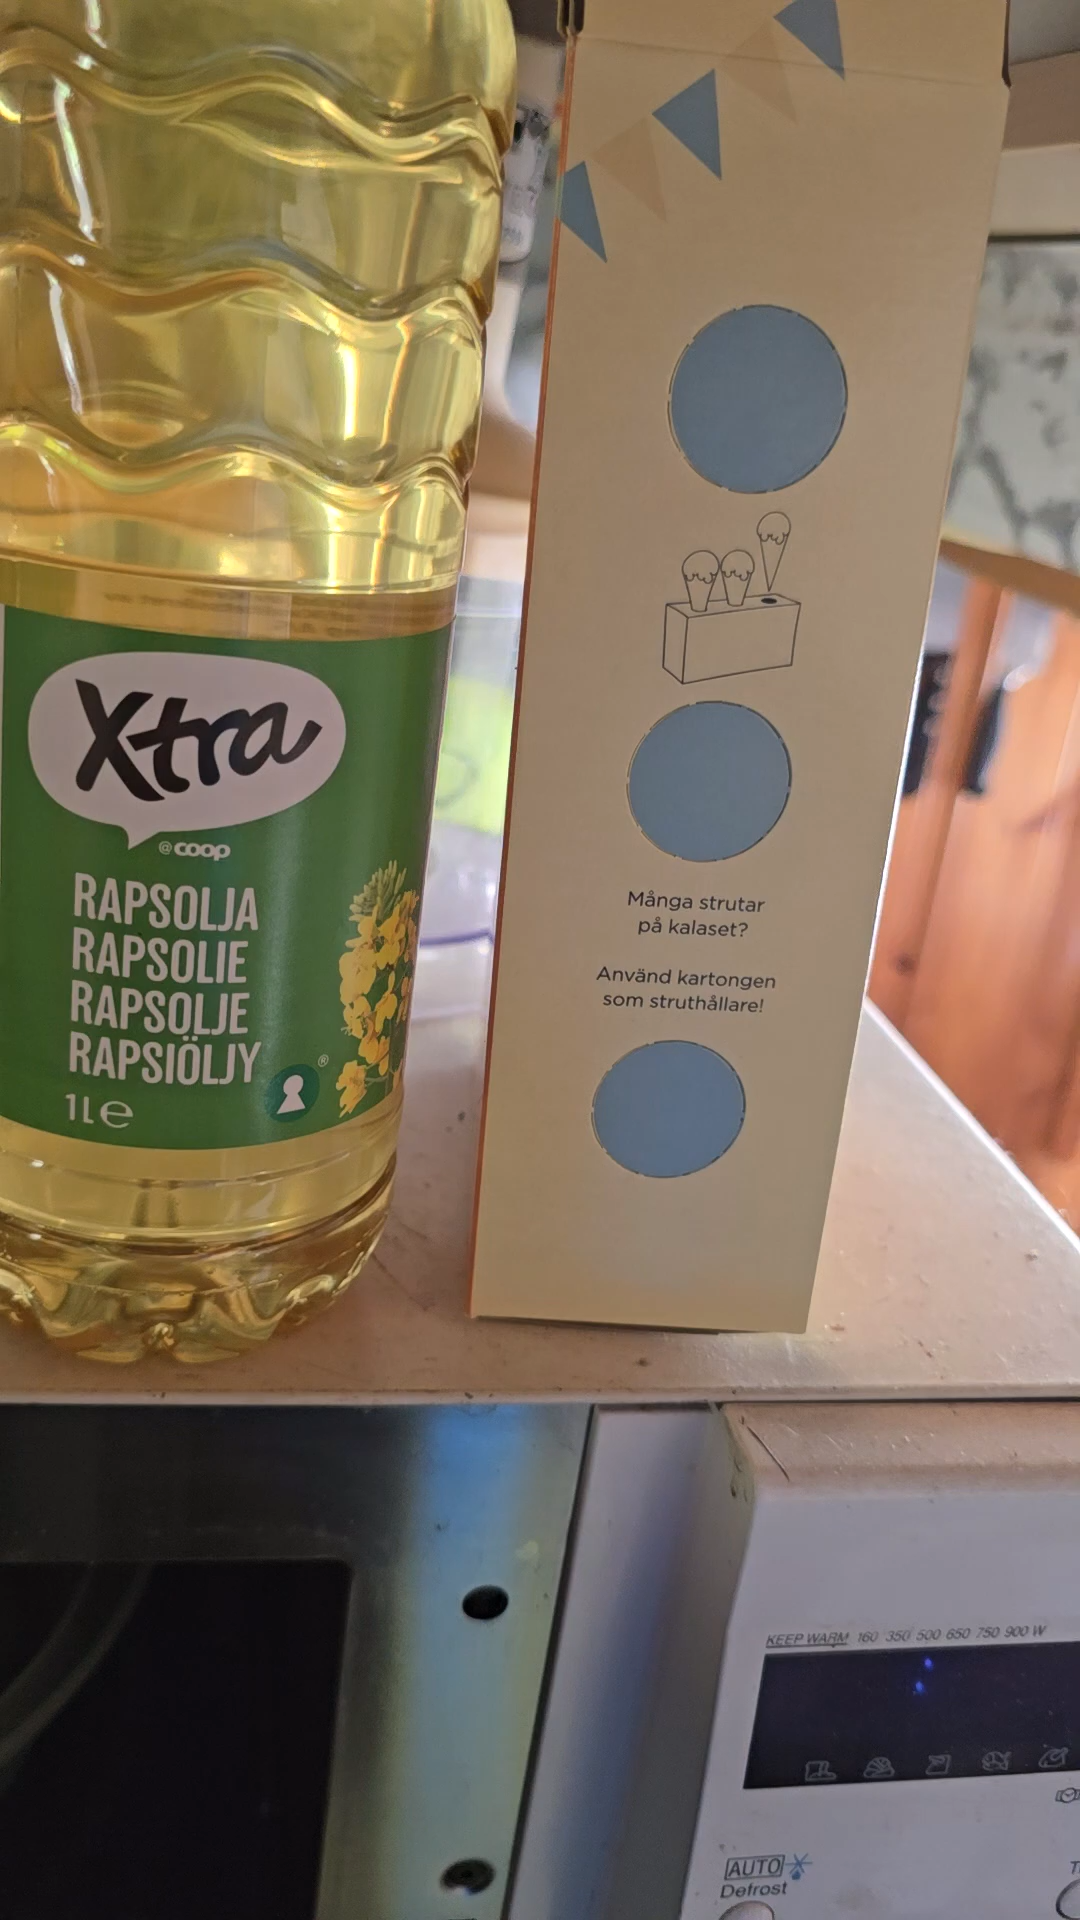 Xtra
@coop
RAPSOLJA
RAPSOLIE
RAPSOLJE
RAPSIÖLJY
1L℮
®
Många strutar
på kalaset?
Använd kartongen
som struthållare!
KEEP WARM 160 350 500 650 750 900 W
AUTO
Defrost